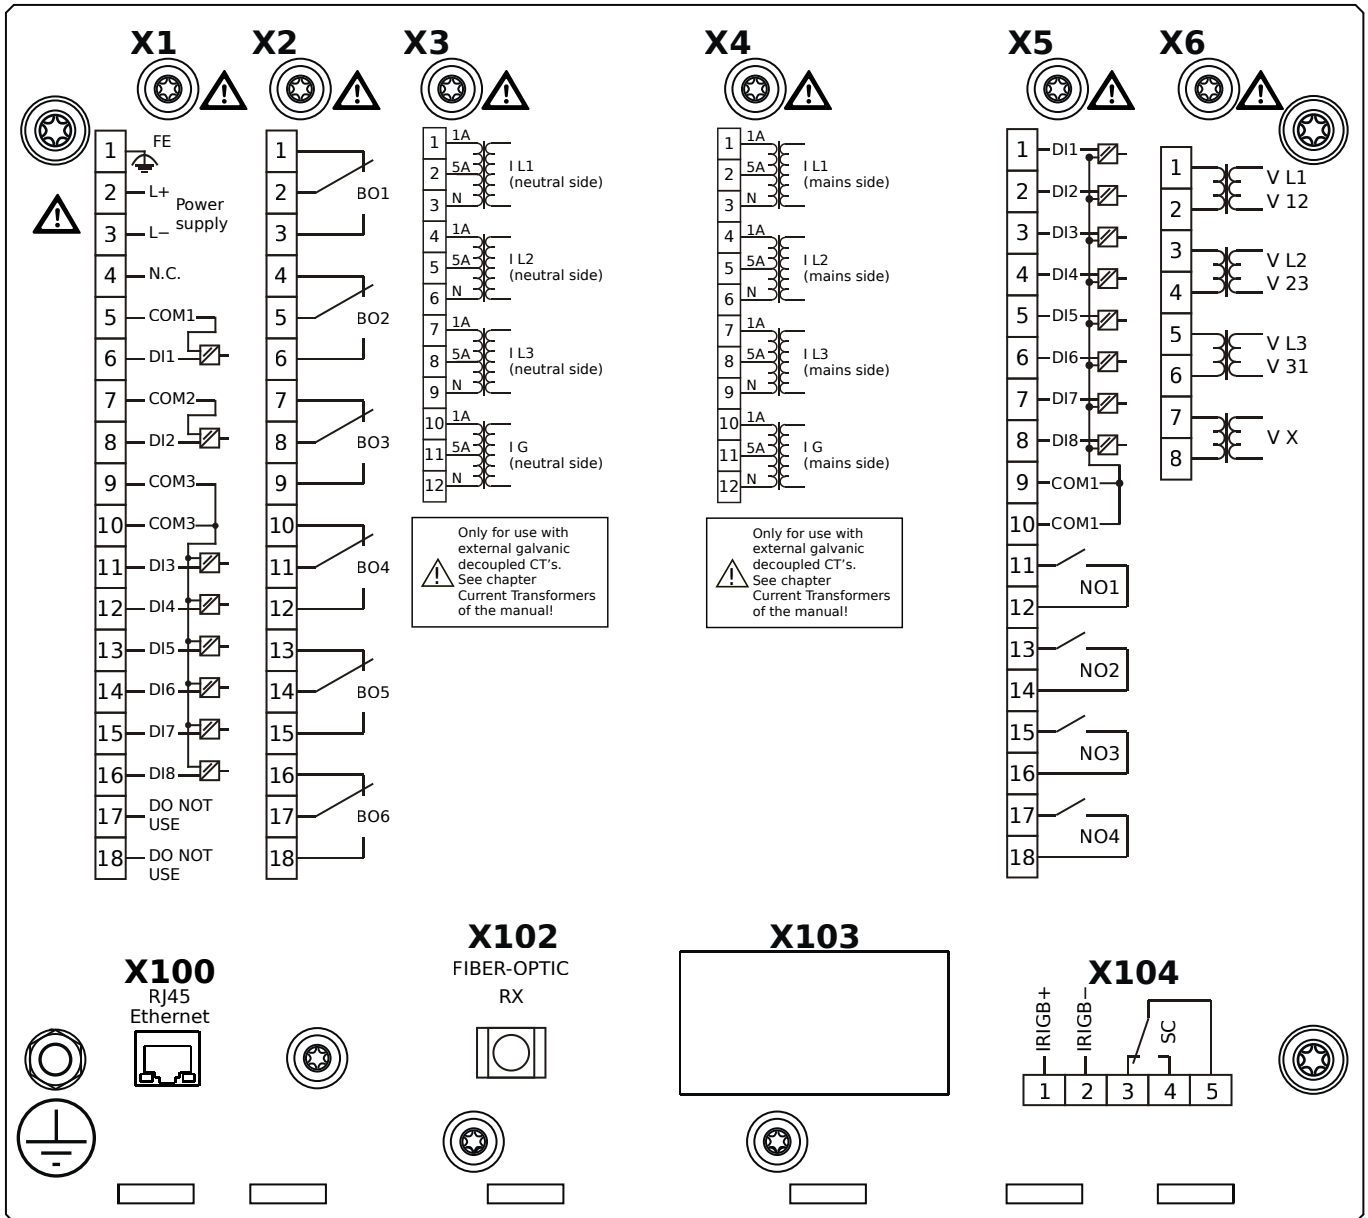 X1
X2
X3
X4
X5
X6
1
FE
2
L+
Power
supply
3
L−
4
N.C.
5
COM1
6
DI1
7
COM2
8
DI2
9
COM3
10
COM3
11
DI3
12
DI4
13
DI5
14
DI6
15
DI7
16
DI8
17
DO NOT
USE
18
DO NOT
USE
1
2
BO1
3
4
5
BO2
6
7
8
BO3
9
10
11
BO4
12
13
14
BO5
15
16
17
BO6
18
1
1A
2
5A
I L1
(neutral side)
3
N
4
1A
5
5A
I L2
(neutral side)
6
N
7
1A
8
5A
I L3
(neutral side)
9
N
10
1A
11
5A
I G
(neutral side)
12
N
Only for use with
external galvanic
decoupled CT's.
See chapter
Current Transformers
of the manual!
1
1A
2
5A
I L1
(mains side)
3
N
4
1A
5
5A
I L2
(mains side)
6
N
7
1A
8
5A
I L3
(mains side)
9
N
10
1A
11
5A
I G
(mains side)
12
N
Only for use with
external galvanic
decoupled CT's.
See chapter
Current Transformers
of the manual!
1
DI1
2
DI2
3
DI3
4
DI4
5
DI5
6
DI6
7
DI7
8
DI8
9
COM1
10
COM1
11
NO1
12
13
NO2
14
15
NO3
16
17
NO4
18
1
V L1
V 12
2
3
V L2
V 23
4
5
V L3
V 31
6
7
V X
8
X100
RJ45
Ethernet
X102
FIBER-OPTIC
RX
X103
X104
IRIGB+
IRIGB−
SC
1
2
3
4
5